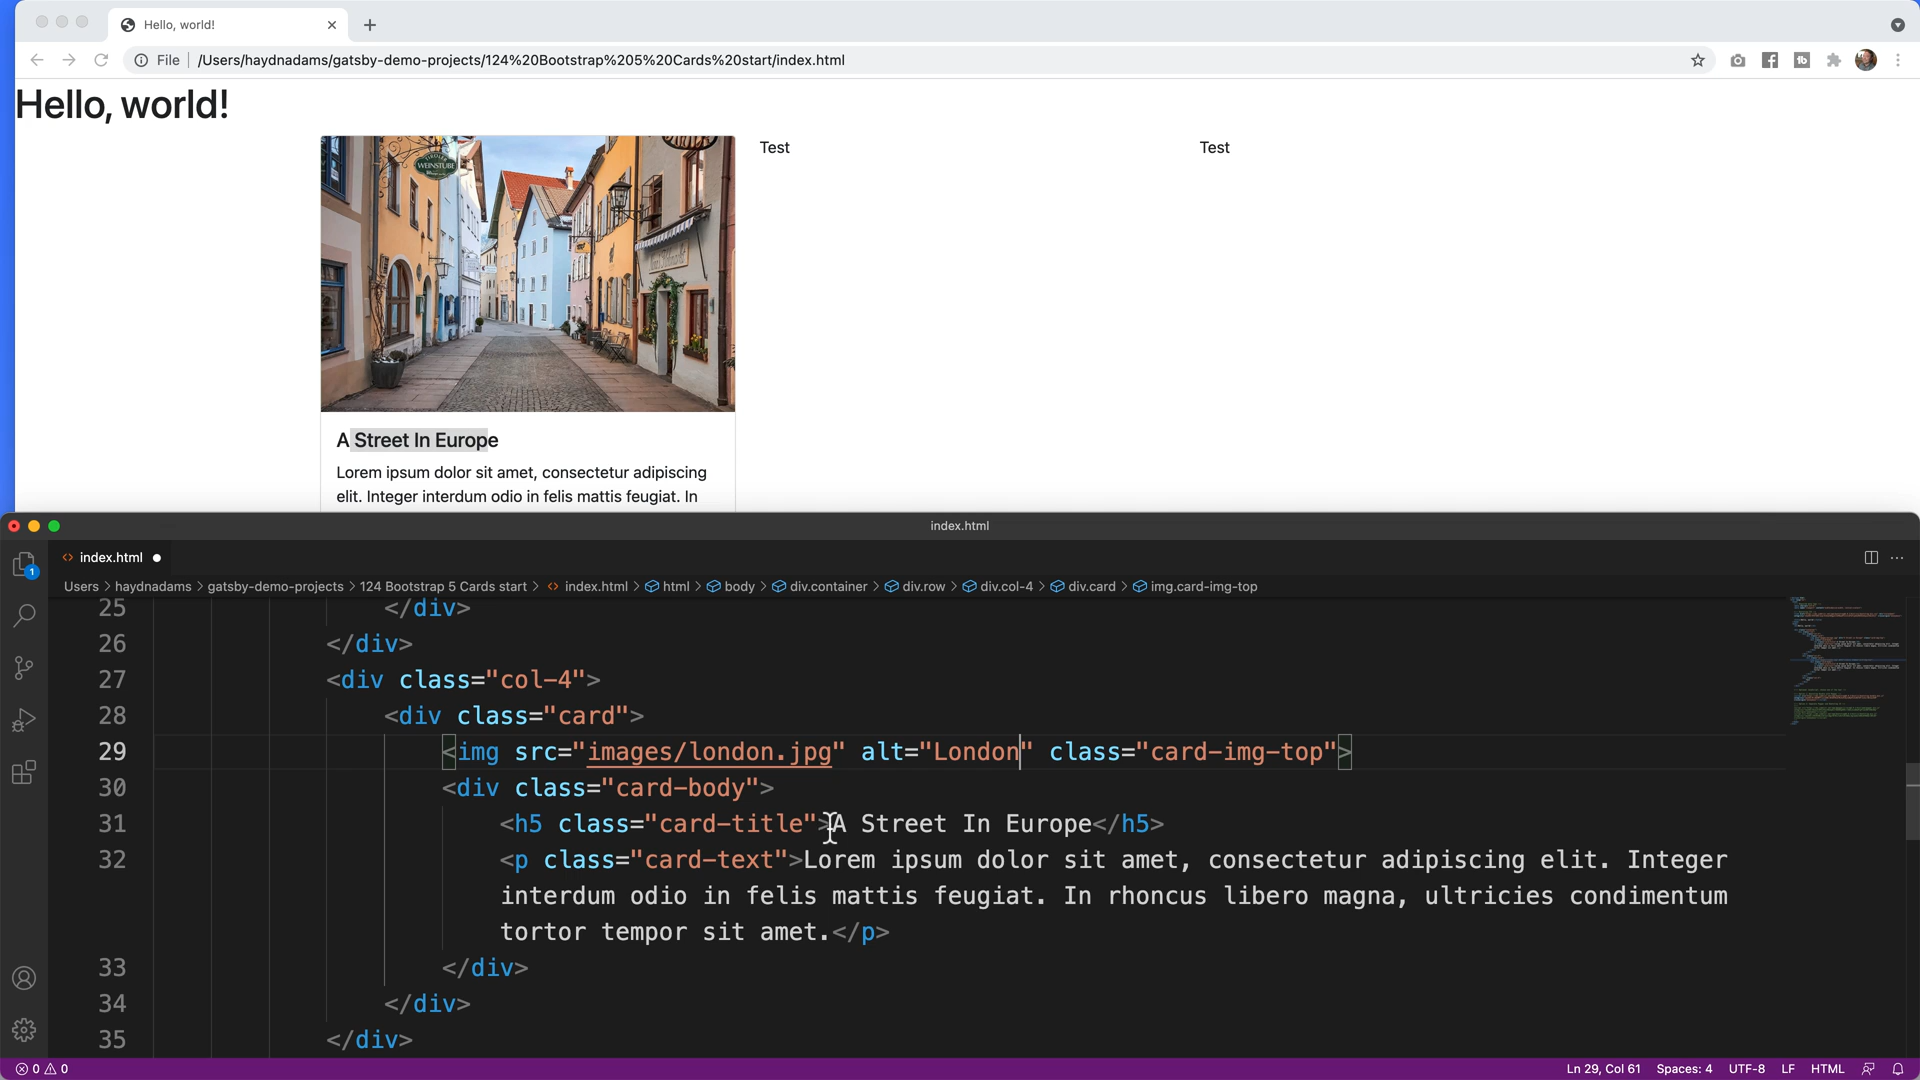 Hello, world!
File /Users/haydnadams/gatsby-demo-projects/124%20Bootstrap%205%20Cards%20start/index.html
Hello, world!
WEINSTUBE
Test
Test
A Street In Europe
Lorem ipsum dolor sit amet, consectetur adipiscing
elit. Integer interdum odio in felis mattis feugiat. In
index.html
index.html
1
Users > haydnadams > gatsby-demo-projects > 124 Bootstrap 5 Cards start > index.html > html > body > div.container > div.row > div.col-4 > div.card > img.card-img-top
25 </div>
26 </div>
27 <div class="col-4">
28 <div class="card">
29 <img src="images/london.jpg" alt="London" class="card-img-top">
30 <div class="card-body">
31 <h5 class="card-title">A Street In Europe</h5>
32 <p class="card-text">Lorem ipsum dolor sit amet, consectetur adipiscing elit. Integer
interdum odio in felis mattis feugiat. In rhoncus libero magna, ultricies condimentum
tortor tempor sit amet.</p>
33 </div>
34 </div>
35 </div>
0 0
Ln 29, Col 61 Spaces: 4 UTF-8 LF HTML